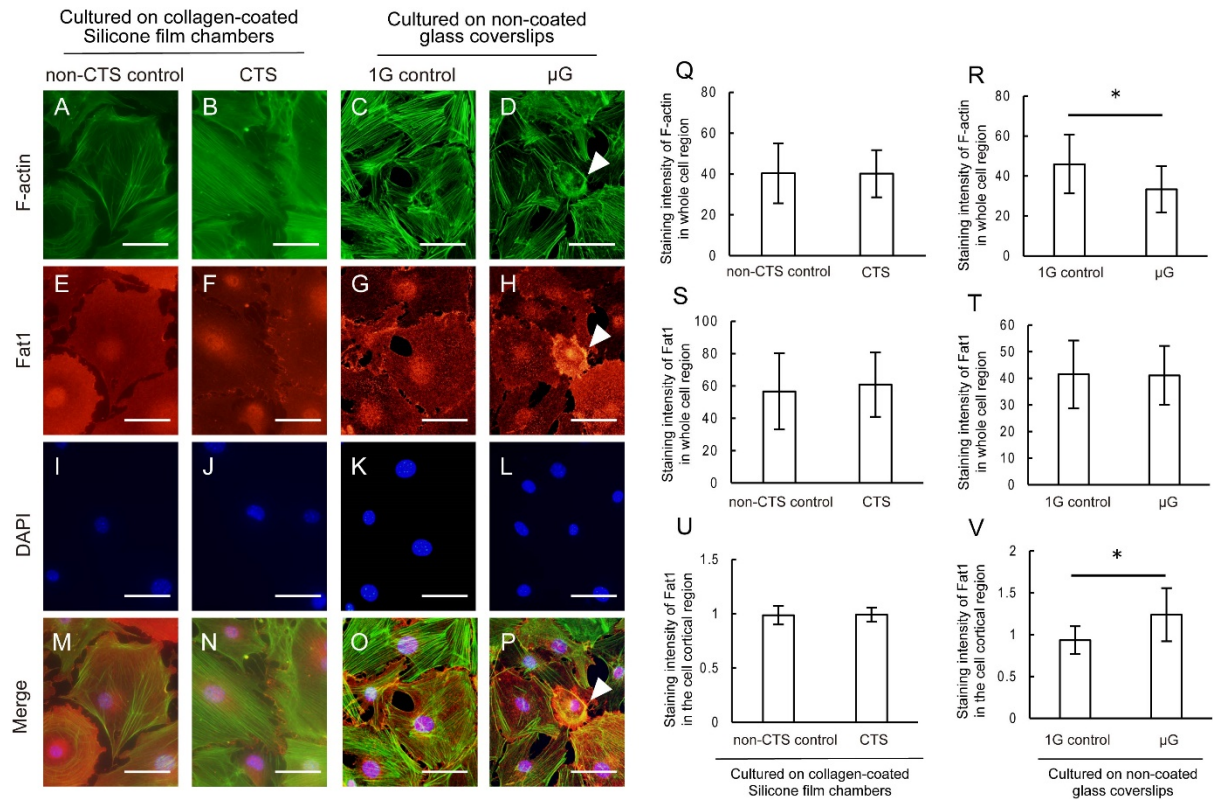 Cultured on collagen-coated
Silicone film chambers
Cultured on non-coated
glass coverslips
non-CTS control
CTS
1G control
µG
F-actin
A
B
C
D
Fat1
E
F
G
H
DAPI
I
J
K
L
Merge
M
N
O
P
Q
Staining intensity of F-actin
in whole cell region
80
60
40
20
0
non-CTS control
CTS
R
Staining intensity of F-actin
in whole cell region
80
60
40
20
0
*
1G control
µG
S
Staining intensity of Fat1
in whole cell region
100
80
60
40
20
0
non-CTS control
CTS
T
Staining intensity of Fat1
in whole cell region
60
50
40
30
20
10
0
1G control
µG
U
Staining intensity of Fat1
in the cell cortical region
1.5
1
0.5
0
non-CTS control
CTS
Cultured on collagen-coated
Silicone film chambers
V
Staining intensity of Fat1
in the cell cortical region
2
1.5
1
0.5
0
*
1G control
µG
Cultured on non-coated
glass coverslips